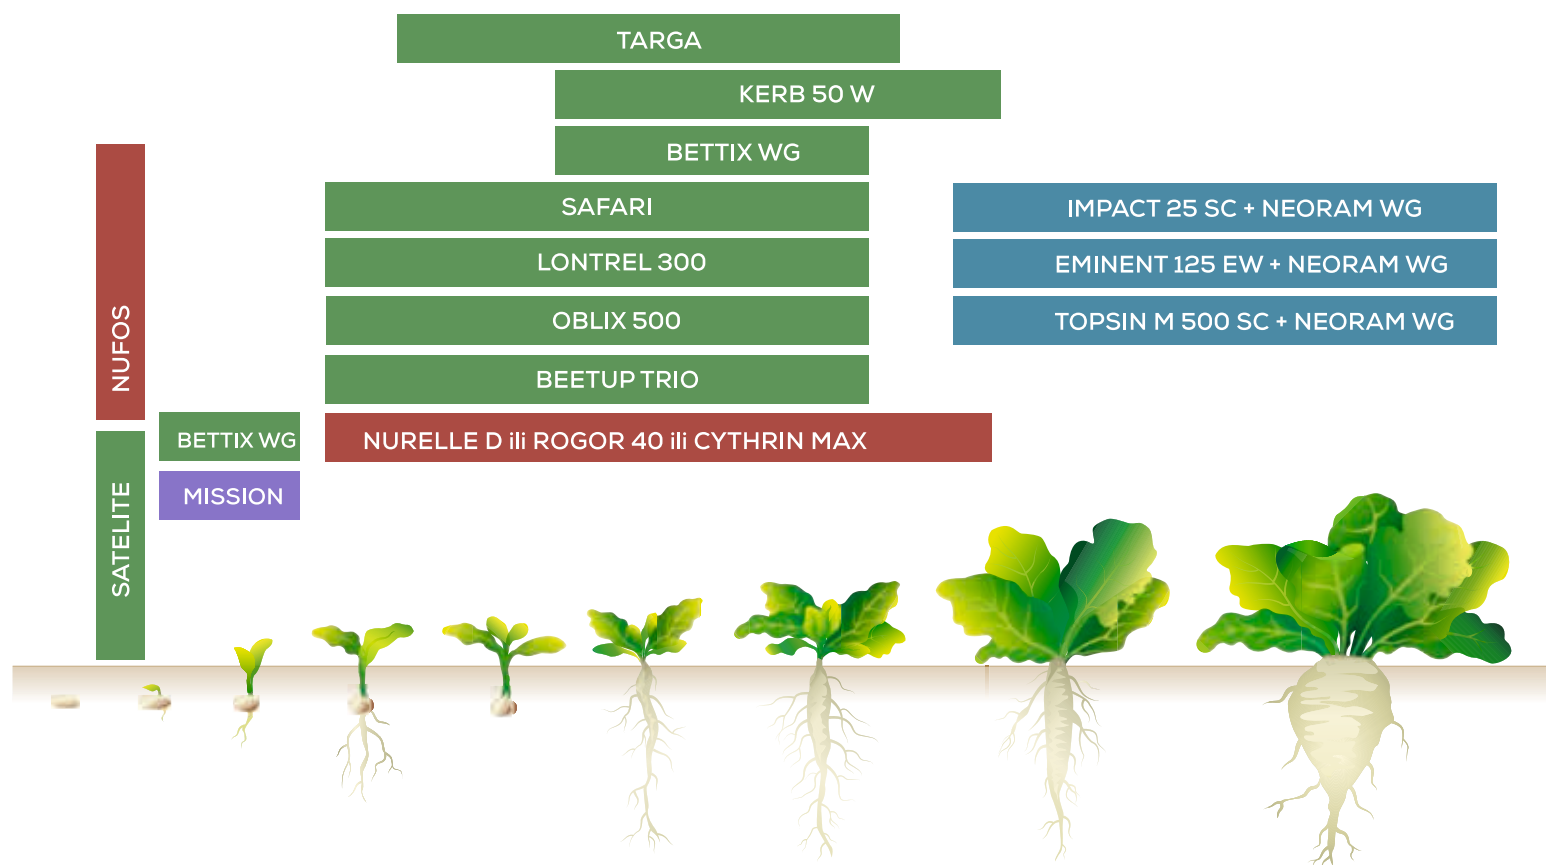 TARGA
KERB 50 W
BETTIX WG
SAFARI
IMPACT 25 SC + NEORAM WG
LONTREL 300
EMINENT 125 EW + NEORAM WG
OBLIX 500
TOPSIN M 500 SC + NEORAM WG
NUFOS
BEETUP TRIO
BETTIX WG
NURELLE D ili ROGOR 40 ili CYTHRIN MAX
MISSION
SATELITE